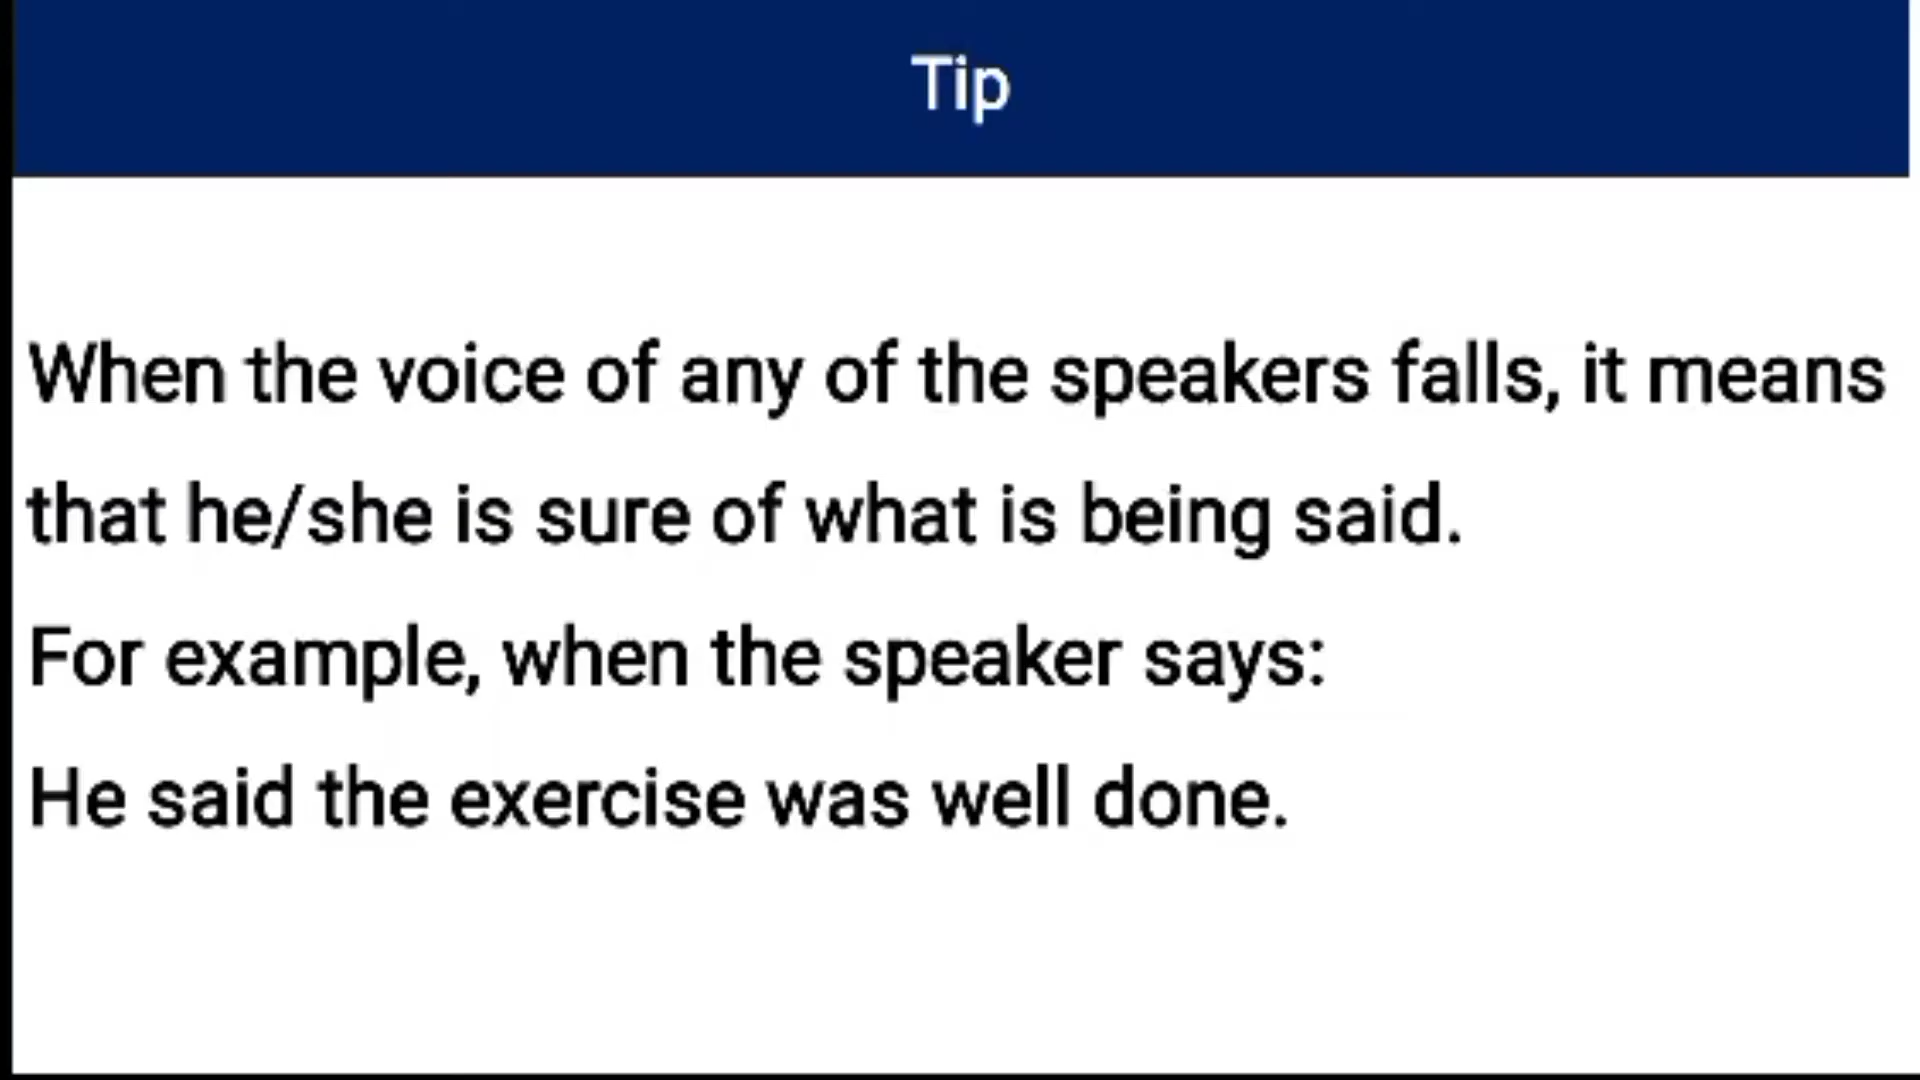 Tip
When the voice of any of the speakers falls, it means
that he/she is sure of what is being said.
For example, when the speaker says:
He said the exercise was well done.